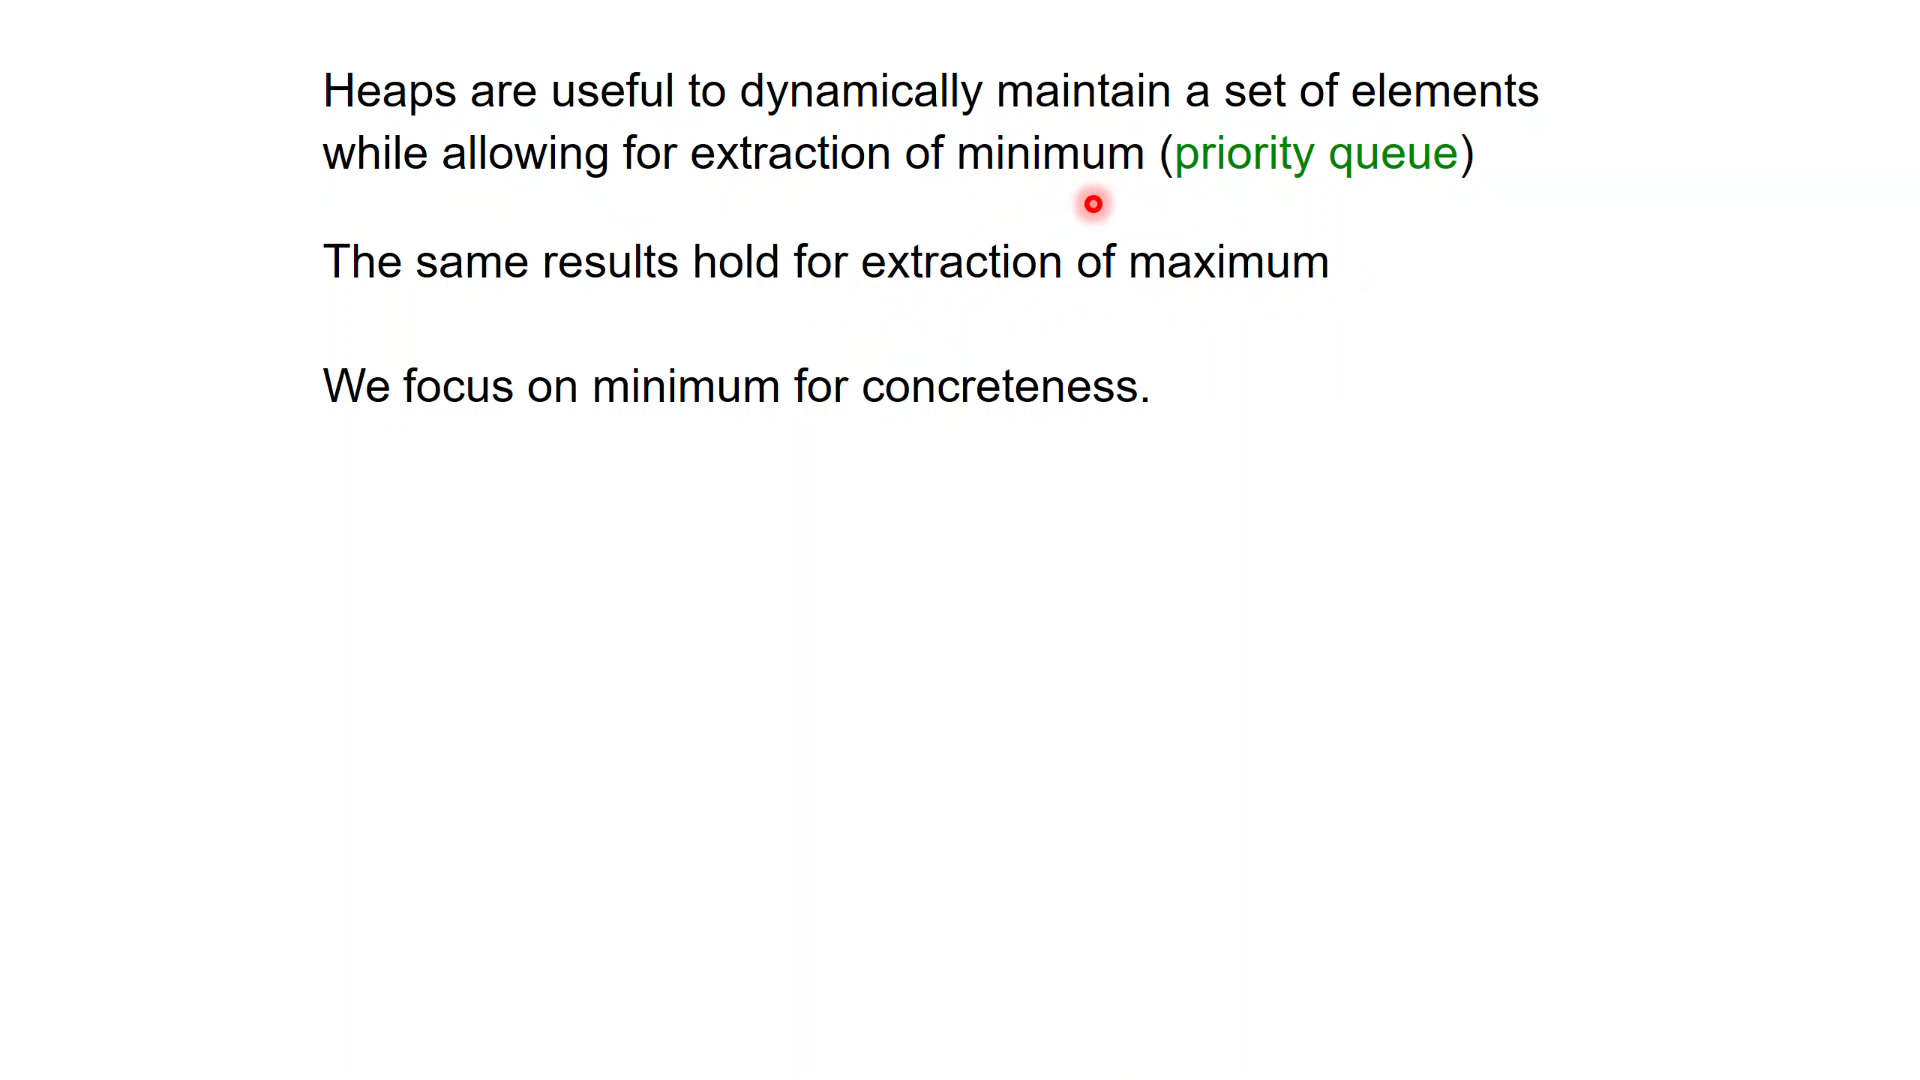 Heaps are useful to dynamically maintain a set of elements
while allowing for extraction of minimum (priority queue)
The same results hold for extraction of maximum
We focus on minimum for concreteness.